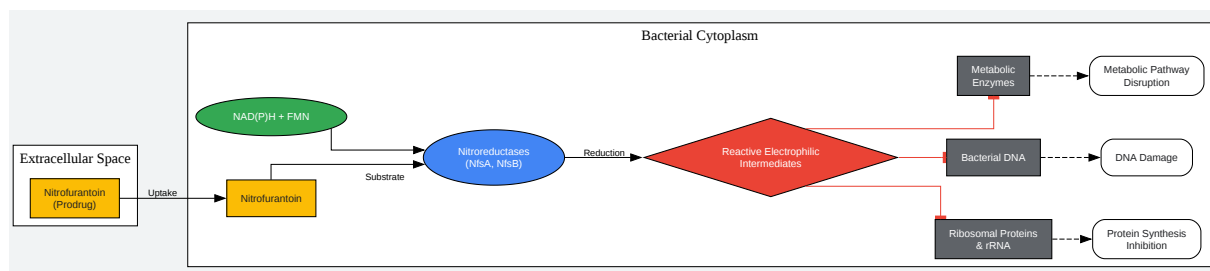 Bacterial Cytoplasm
Extracellular Space
Nitrofurantoin
(Prodrug)
Uptake
NAD(P)H + FMN
Nitrofurantoin
Substrate
Nitroreductases
(NfsA, NfsB)
Reduction
Reactive Electrophilic
Intermediates
Metabolic
Enzymes
Metabolic Pathway
Disruption
Bacterial DNA
DNA Damage
Ribosomal Proteins
& rRNA
Protein Synthesis
Inhibition